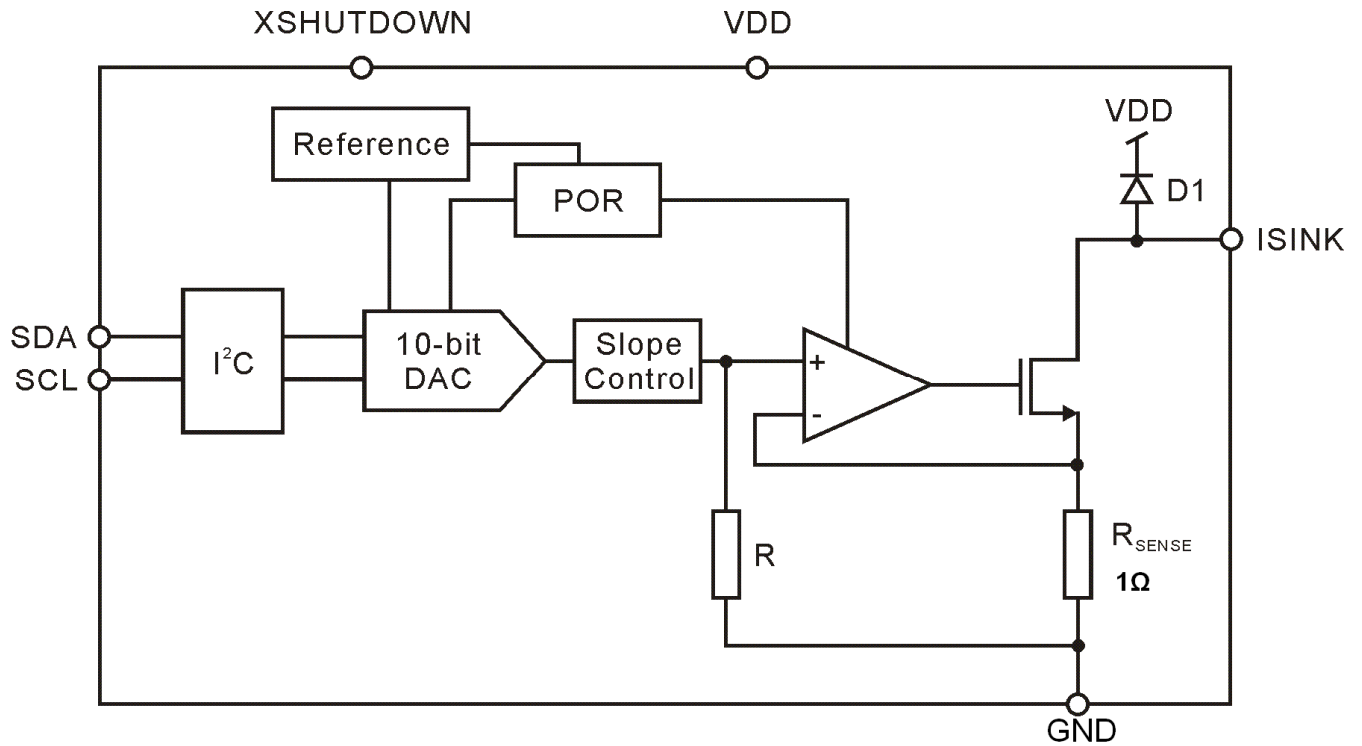 XSHUTDOWN
VDD
VDD
Reference
POR
D1
ISINK
SDA
SCL
I²C
10-bit
DAC
Slope
Control
+
-
R
RSENSE
1Ω
GND